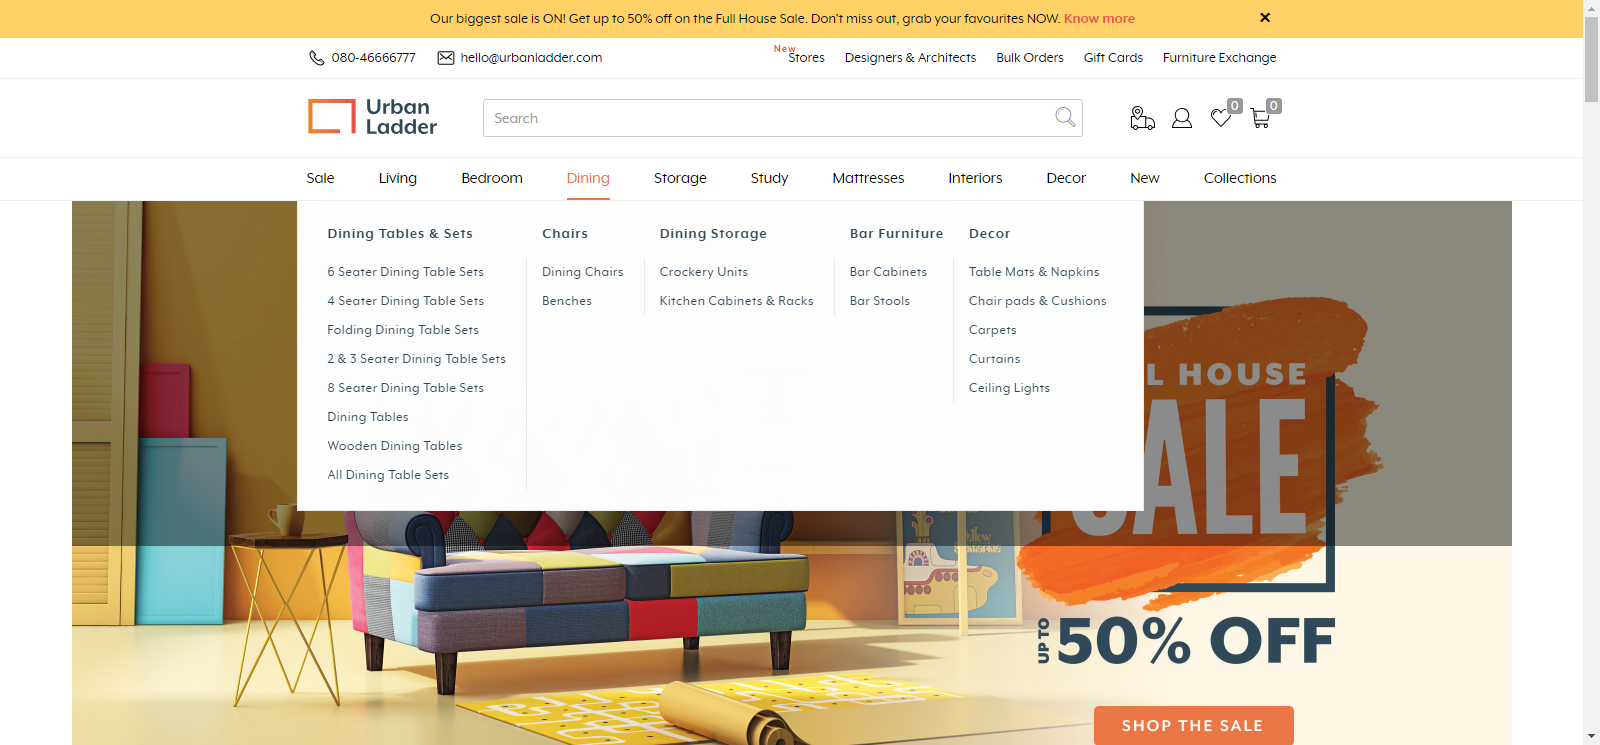 Our biggest sale is ON! Get up to 50% off on the Full House Sale. Don't miss out, grab your favourites NOW. Know more
080-46666777 hello@urbanladder.com New Stores Designers & Architects Bulk Orders Gift Cards Furniture Exchange
Urban
Ladder
Search
0 0
Sale Living Bedroom Dining Storage Study Mattresses Interiors Decor New Collections
Dining Tables & Sets Chairs Dining Storage Bar Furniture Decor
6 Seater Dining Table Sets Dining Chairs Crockery Units Bar Cabinets Table Mats & Napkins
4 Seater Dining Table Sets Benches Kitchen Cabinets & Racks Bar Stools Chair pads & Cushions
Folding Dining Table Sets Carpets
2 & 3 Seater Dining Table Sets Curtains
8 Seater Dining Table Sets Ceiling Lights
Dining Tables
Wooden Dining Tables
All Dining Table Sets
HOUSE
SALE
UP TO 50% OFF
SHOP THE SALE